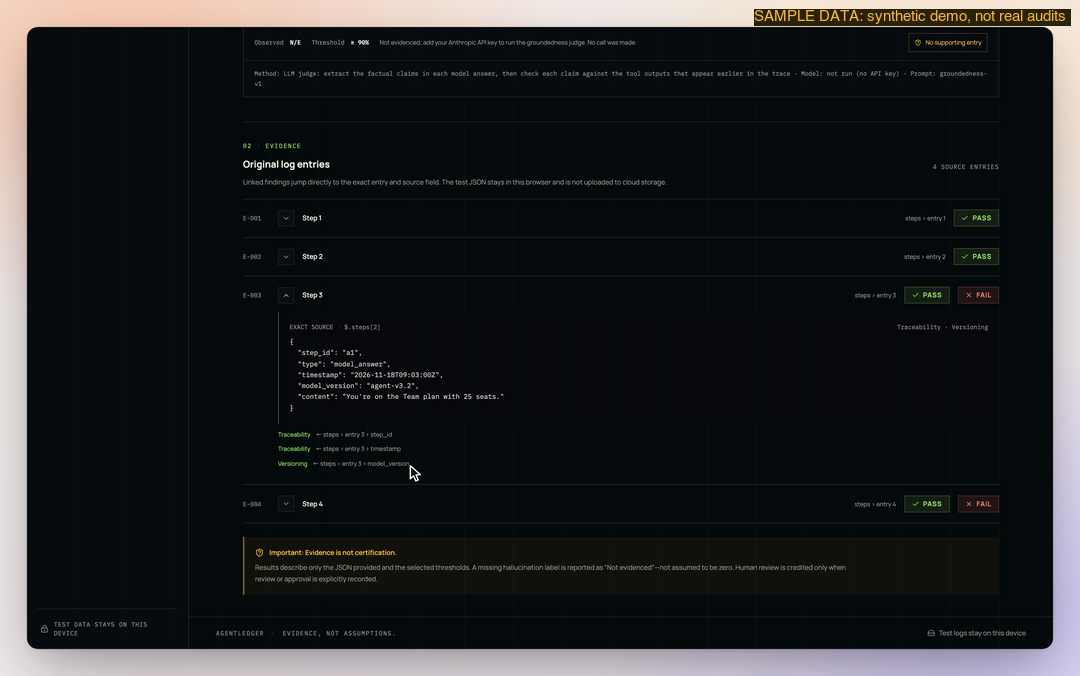 SAMPLE DATA: synthetic demo, not real audits
Observed N/E Threshold ≥ 90% Not evidenced; add your Anthropic API key to run the groundedness judge. No call was made. No supporting entry
Method: LLM judge: extract the factual claims in each model answer, then check each claim against the tool outputs that appear earlier in the trace · Model: not run (no API key) · Prompt: groundedness-
v1
02 / EVIDENCE
Original log entries
4 SOURCE ENTRIES
Linked findings jump directly to the exact entry and source field. The test JSON stays in this browser and is not uploaded to cloud storage.
E-001 Step 1 steps › entry 1 PASS
E-002 Step 2 steps › entry 2 PASS
E-003 Step 3 steps › entry 3 PASS FAIL
EXACT SOURCE / $.steps[2] Traceability · Versioning
{
"step_id": "a1",
"type": "model_answer",
"timestamp": "2026-11-18T09:03:00Z",
"model_version": "agent-v3.2",
"content": "You're on the Team plan with 25 seats."
}
Traceability ← steps › entry 3 › step_id
Traceability ← steps › entry 3 › timestamp
Versioning ← steps › entry 3 › model_version
E-004 Step 4 steps › entry 4 PASS FAIL
Important: Evidence is not certification.
Results describe only the JSON provided and the selected thresholds. A missing hallucination label is reported as “Not evidenced”—not assumed to be zero. Human review is credited only when
review or approval is explicitly recorded.
TEST DATA STAYS ON THIS
DEVICE
AGENTLEDGER / EVIDENCE, NOT ASSUMPTIONS.
Test logs stay on this device